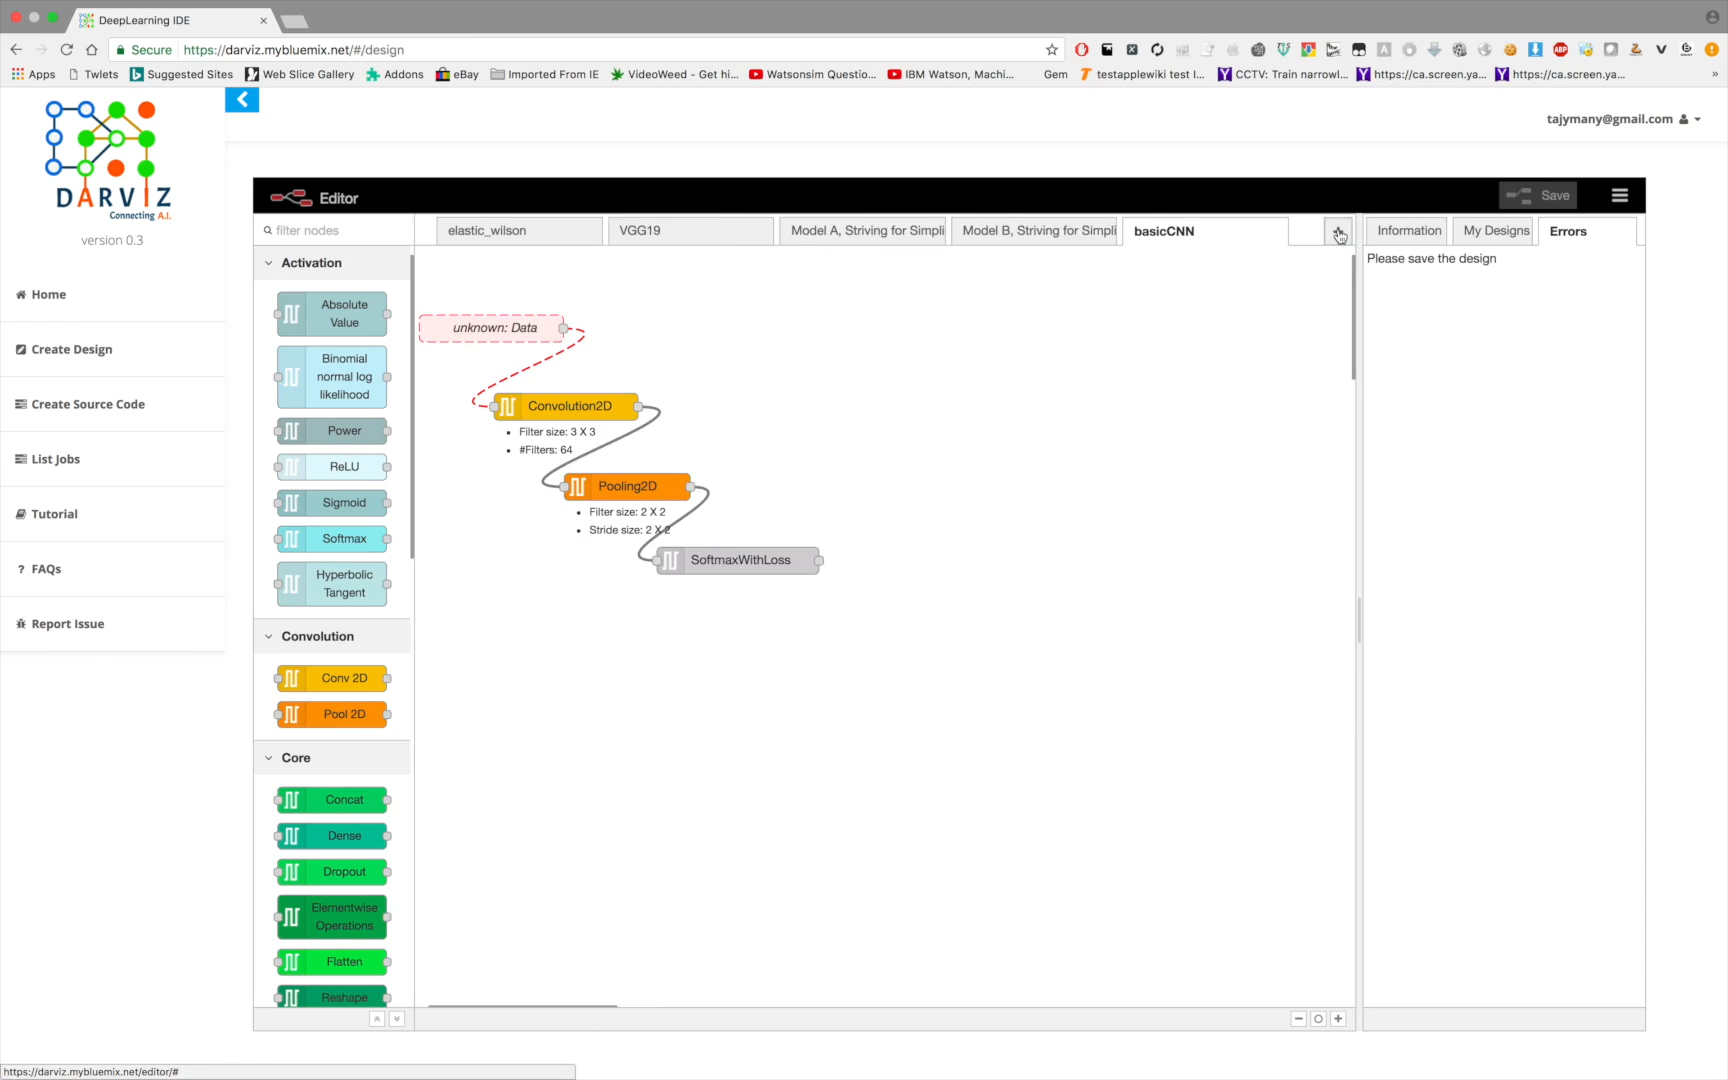 DeepLearning IDE
Secure
https://darviz.mybluemix.net/#/design
Apps
Twlets
Suggested Sites
Web Slice Gallery
Addons
eBay
Imported From IE
VideoWeed - Get hi...
Watsonsim Questio...
IBM Watson, Machi...
Gem
testapplewiki test I...
CCTV: Train narrowl...
https://ca.screen.ya...
https://ca.screen.ya...
DARVIZ
Connecting A.I.
version 0.3
tajymany@gmail.com
Home
Create Design
Create Source Code
List Jobs
Tutorial
FAQs
Report Issue
Editor
Save
filter nodes
elastic_wilson
VGG19
Model A, Striving for Simpli
Model B, Striving for Simpli
basicCNN
Information
My Designs
Errors
Please save the design
Activation
Absolute
Value
Binomial
normal log
likelihood
Power
ReLU
Sigmoid
Softmax
Hyperbolic
Tangent
Convolution
Conv 2D
Pool 2D
Core
Concat
Dense
Dropout
Elementwise
Operations
Flatten
Reshape
unknown: Data
Convolution2D
Filter size: 3 X 3
#Filters: 64
Pooling2D
Filter size: 2 X 2
Stride size: 2 X 2
SoftmaxWithLoss
https://darviz.mybluemix.net/editor/#